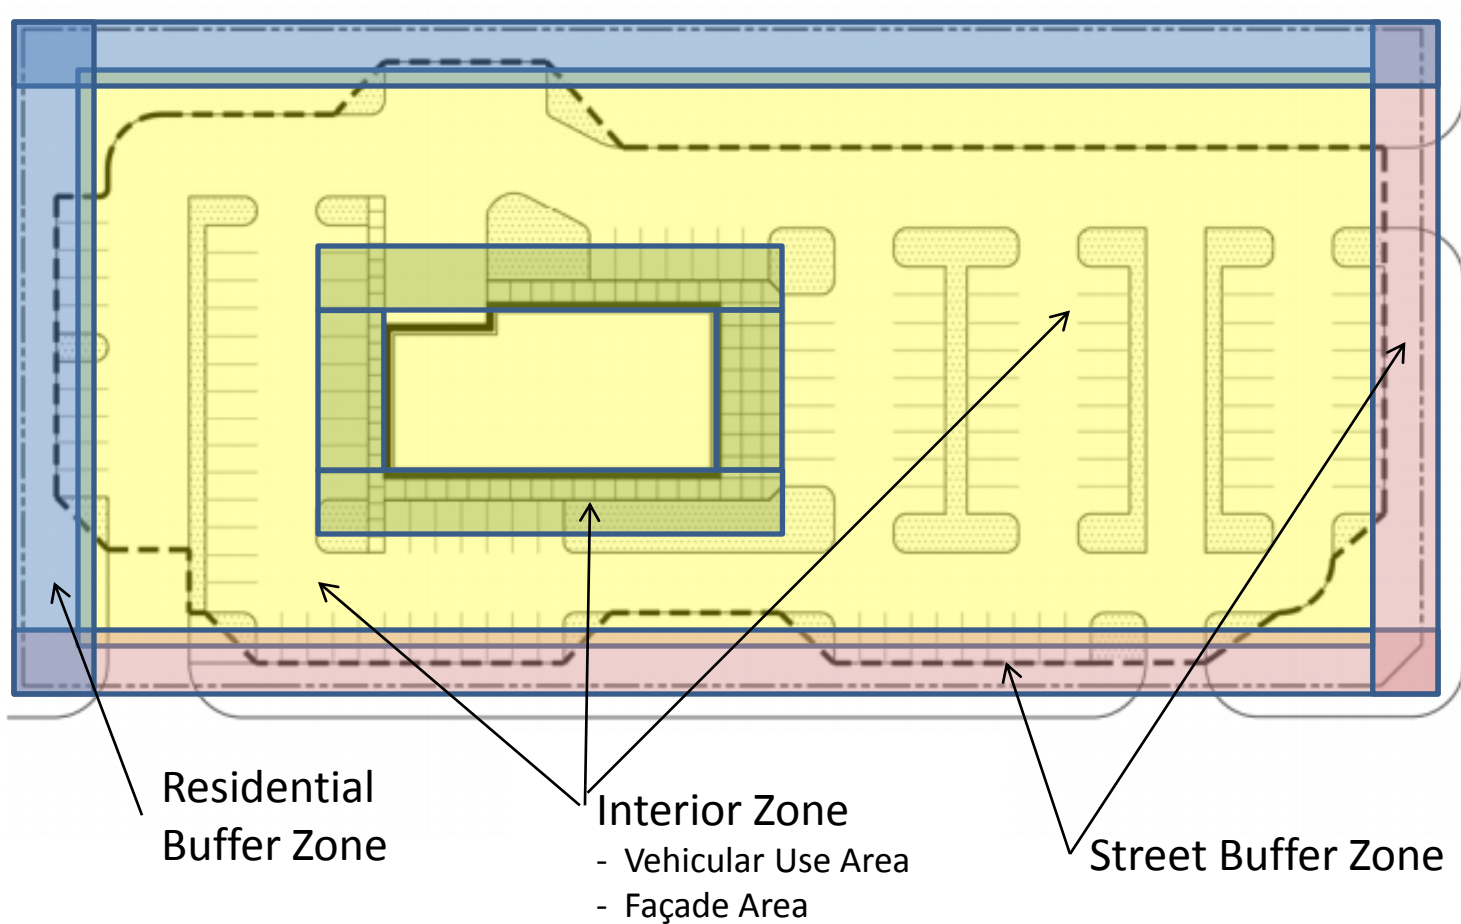 Residential
Buffer Zone
Interior Zone
- Vehicular Use Area
- Façade Area
Street Buffer Zone